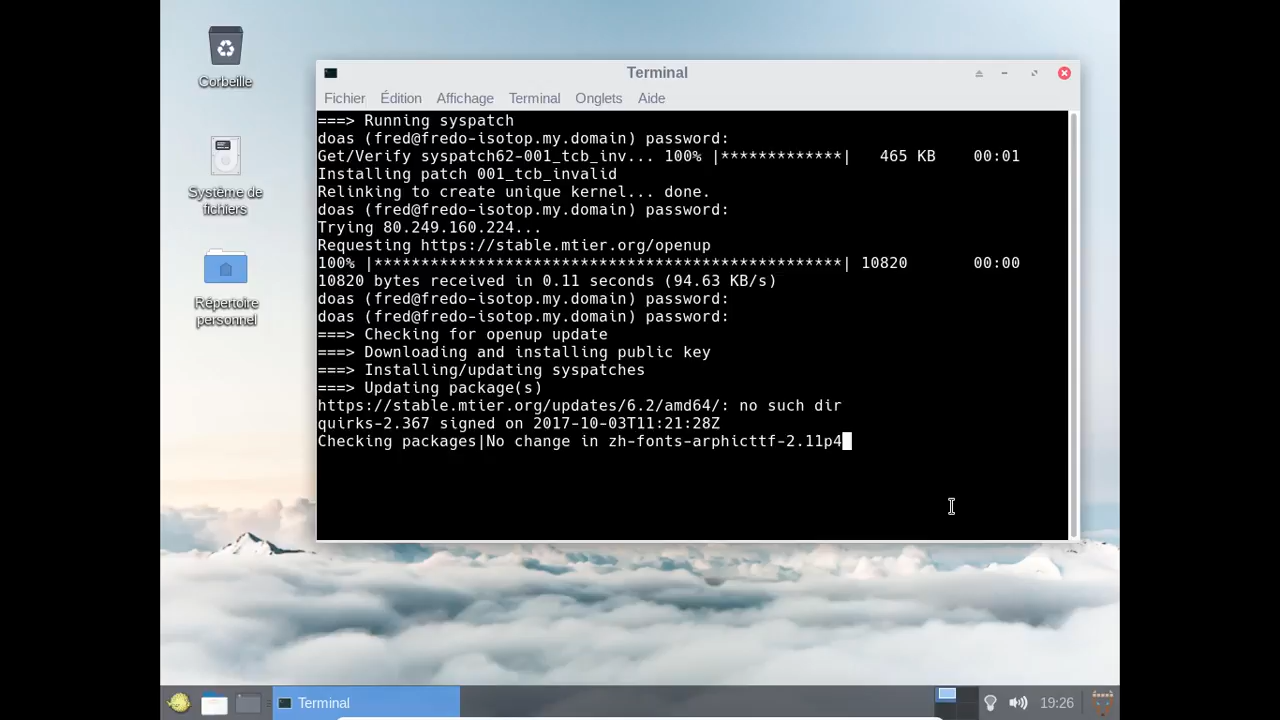 Corbeille
Système de
fichiers
Répertoire
personnel
Terminal
Fichier Édition Affichage Terminal Onglets Aide
===> Running syspatch
doas (fred@fredo-isotop.my.domain) password:
Get/Verify syspatch62-001_tcb_inv... 100% |*************| 465 KB 00:01
Installing patch 001_tcb_invalid
Relinking to create unique kernel... done.
doas (fred@fredo-isotop.my.domain) password:
Trying 80.249.160.224...
Requesting https://stable.mtier.org/openup
100% |**************************************************| 10820 00:00
10820 bytes received in 0.11 seconds (94.63 KB/s)
doas (fred@fredo-isotop.my.domain) password:
doas (fred@fredo-isotop.my.domain) password:
===> Checking for openup update
===> Downloading and installing public key
===> Installing/updating syspatches
===> Updating package(s)
https://stable.mtier.org/updates/6.2/amd64/: no such dir
quirks-2.367 signed on 2017-10-03T11:21:28Z
Checking packages|No change in zh-fonts-arphicttf-2.11p4
Terminal
19:26